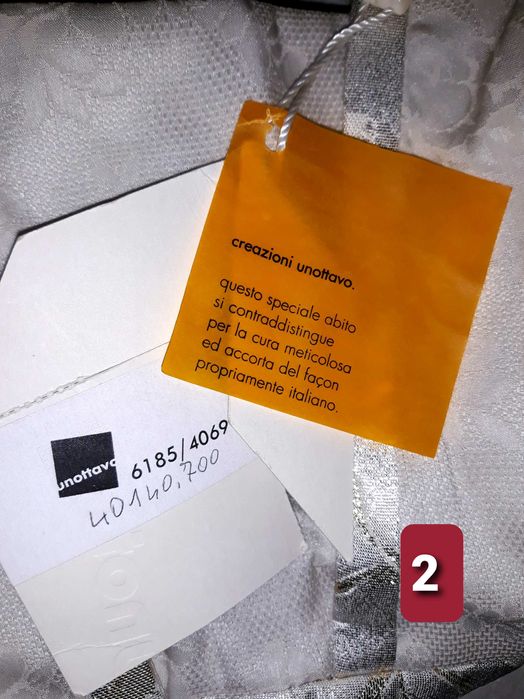 creazioni unottavo.
questo speciale abito
si contraddistingue
per la cura meticolosa
ed accorta del façon
propriamente italiano.
unottavo
6185/4069
40140,700
2